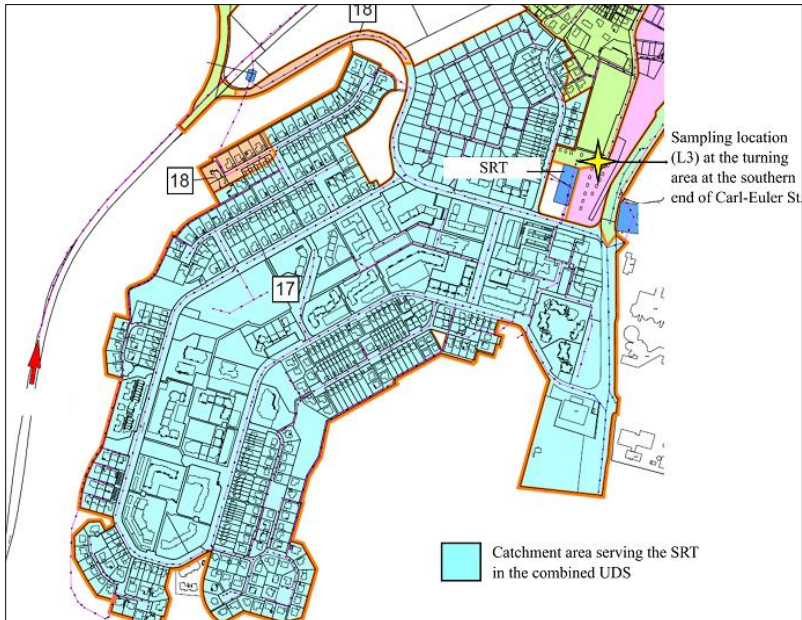 18
Sampling location
(L3) at the turning
area at the southern
end of Carl-Euler St.
SRT
18
17
Catchment area serving the SRT
in the combined UDS